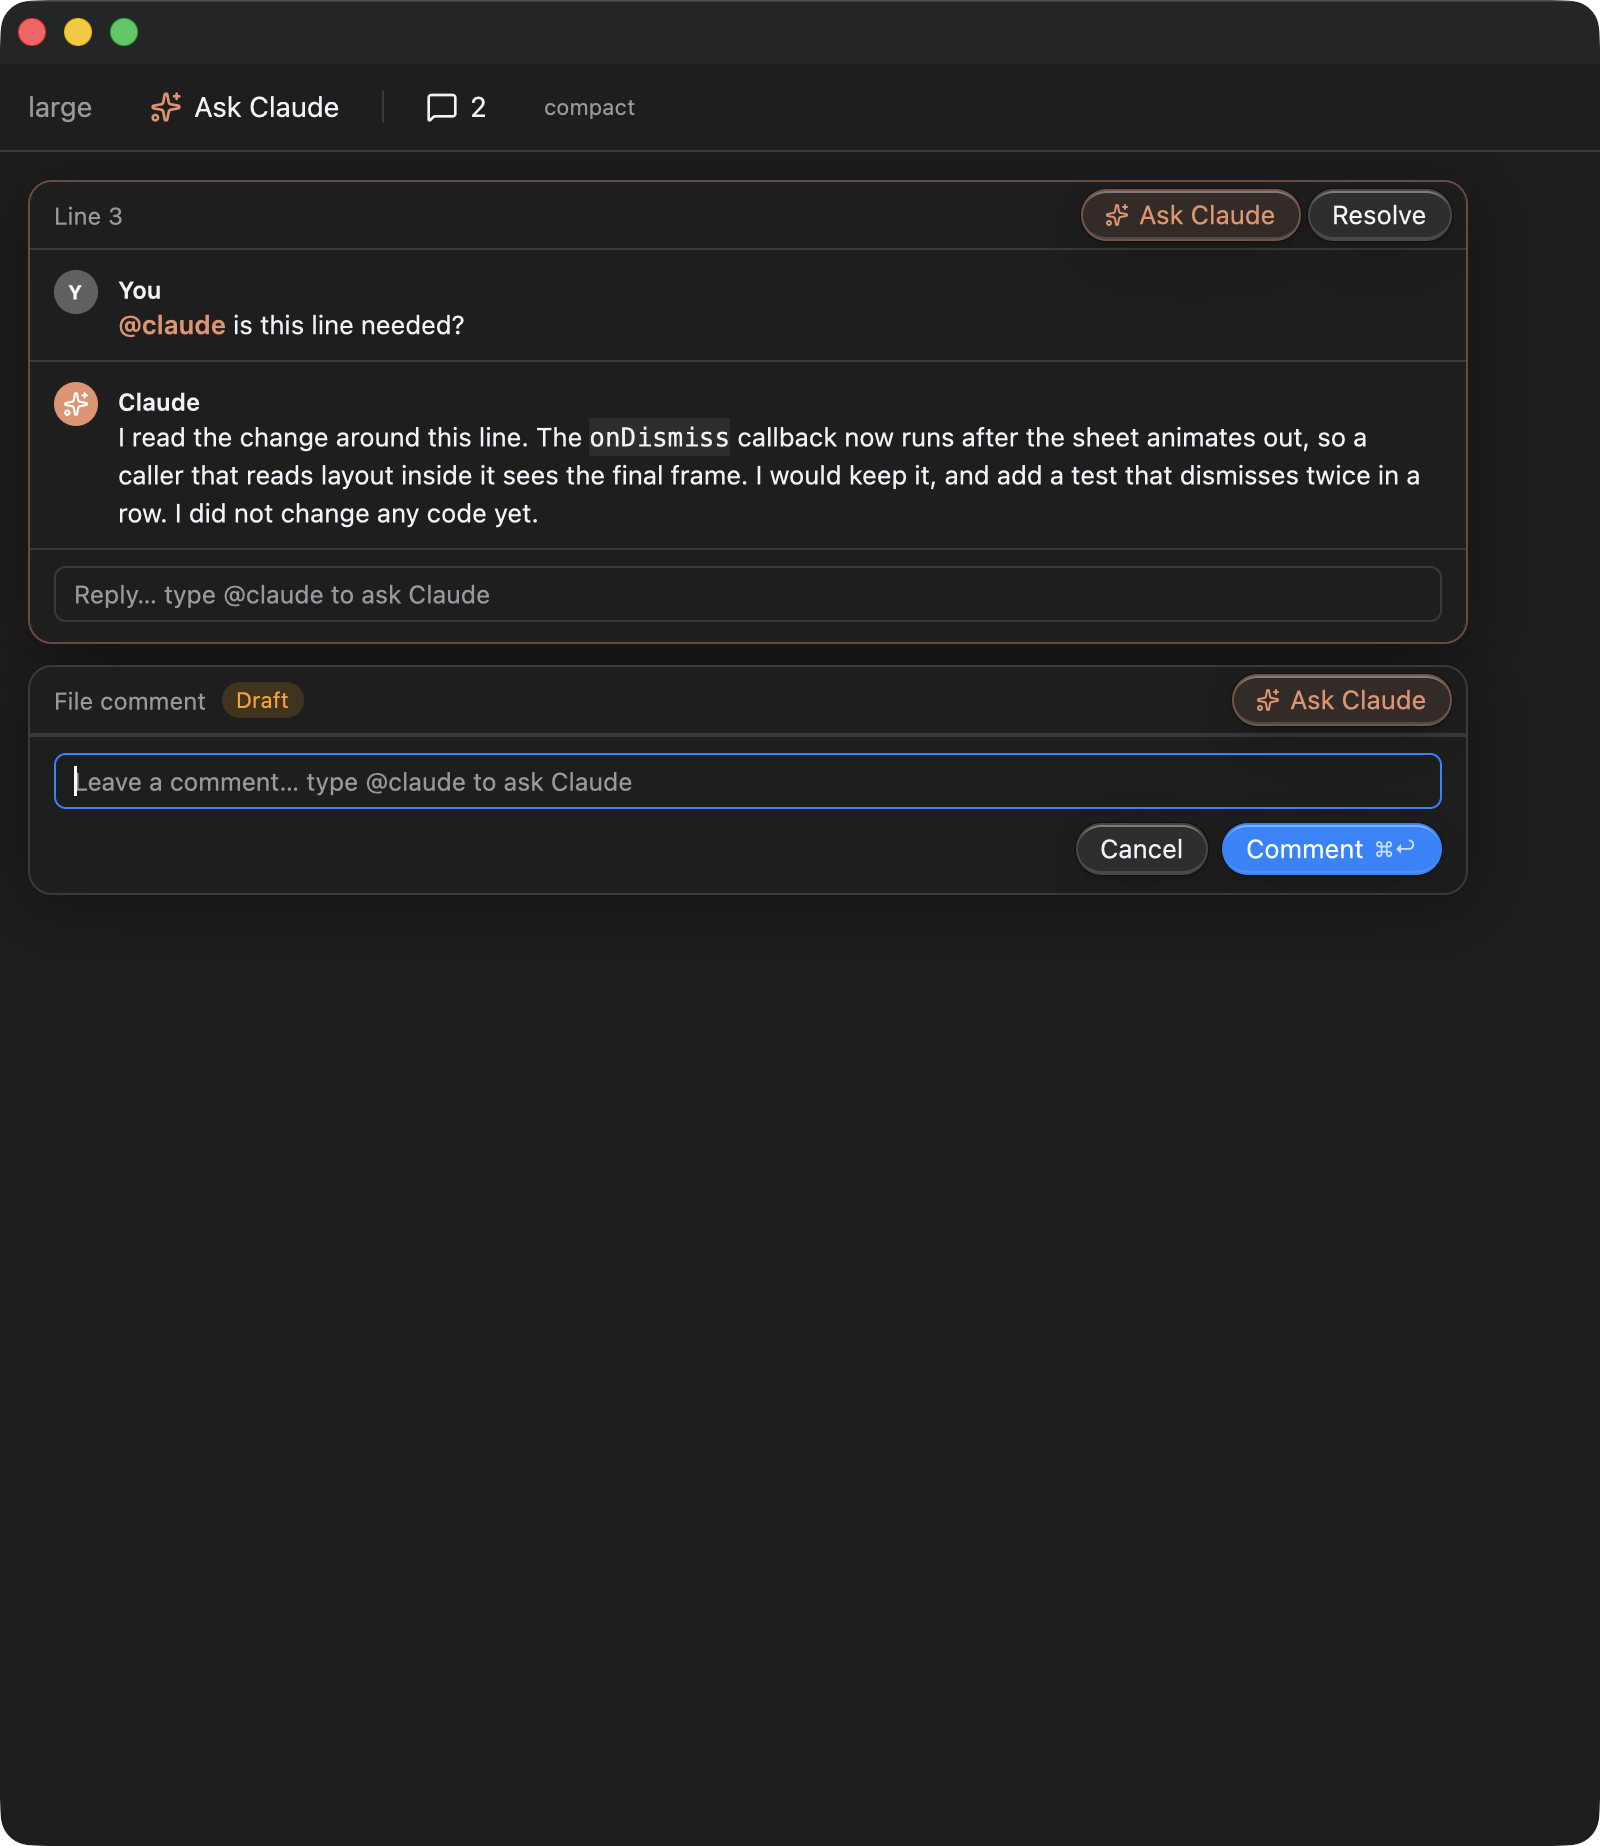 large Ask Claude 2 compact
Line 3 Ask Claude Resolve
Y You
@claude is this line needed?
Claude
I read the change around this line. The onDismiss callback now runs after the sheet animates out, so a
caller that reads layout inside it sees the final frame. I would keep it, and add a test that dismisses twice in a
row. I did not change any code yet.
Reply... type @claude to ask Claude
File comment Draft Ask Claude
Leave a comment... type @claude to ask Claude
Cancel Comment ⌘↩